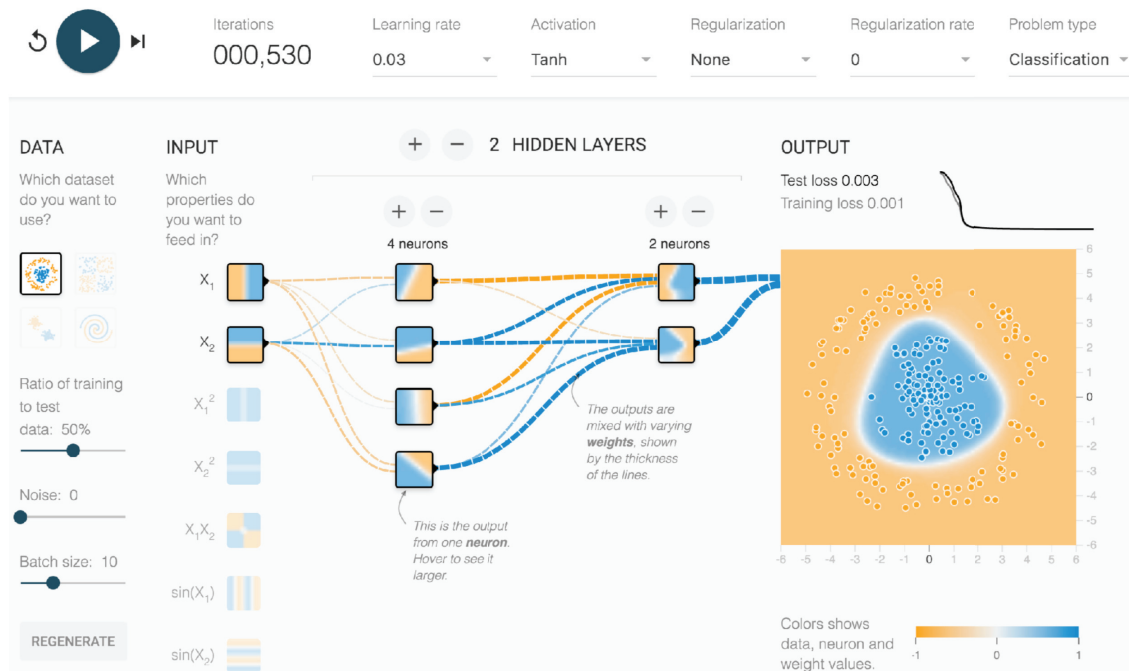 Iterations
000,530
Learning rate
0.03
Activation
Tanh
Regularization
None
Regularization rate
0
Problem type
Classification
DATA
Which dataset
do you want to
use?
Ratio of training
to test
data: 50%
Noise: 0
Batch size: 10
REGENERATE
INPUT
Which
properties do
you want to
feed in?
X₁
X₂
X₁²
X₂²
X₁X₂
sin(X₁)
sin(X₂)
+ − 2 HIDDEN LAYERS
+ −
4 neurons
+ −
2 neurons
This is the output
from one neuron.
Hover to see it
larger.
The outputs are
mixed with varying
weights, shown
by the thickness
of the lines.
OUTPUT
Test loss 0.003
Training loss 0.001
6
5
4
3
2
1
0
-1
-2
-3
-4
-5
-6
-6 -5 -4 -3 -2 -1 0 1 2 3 4 5 6
Colors shows
data, neuron and
weight values.
-1 0 1